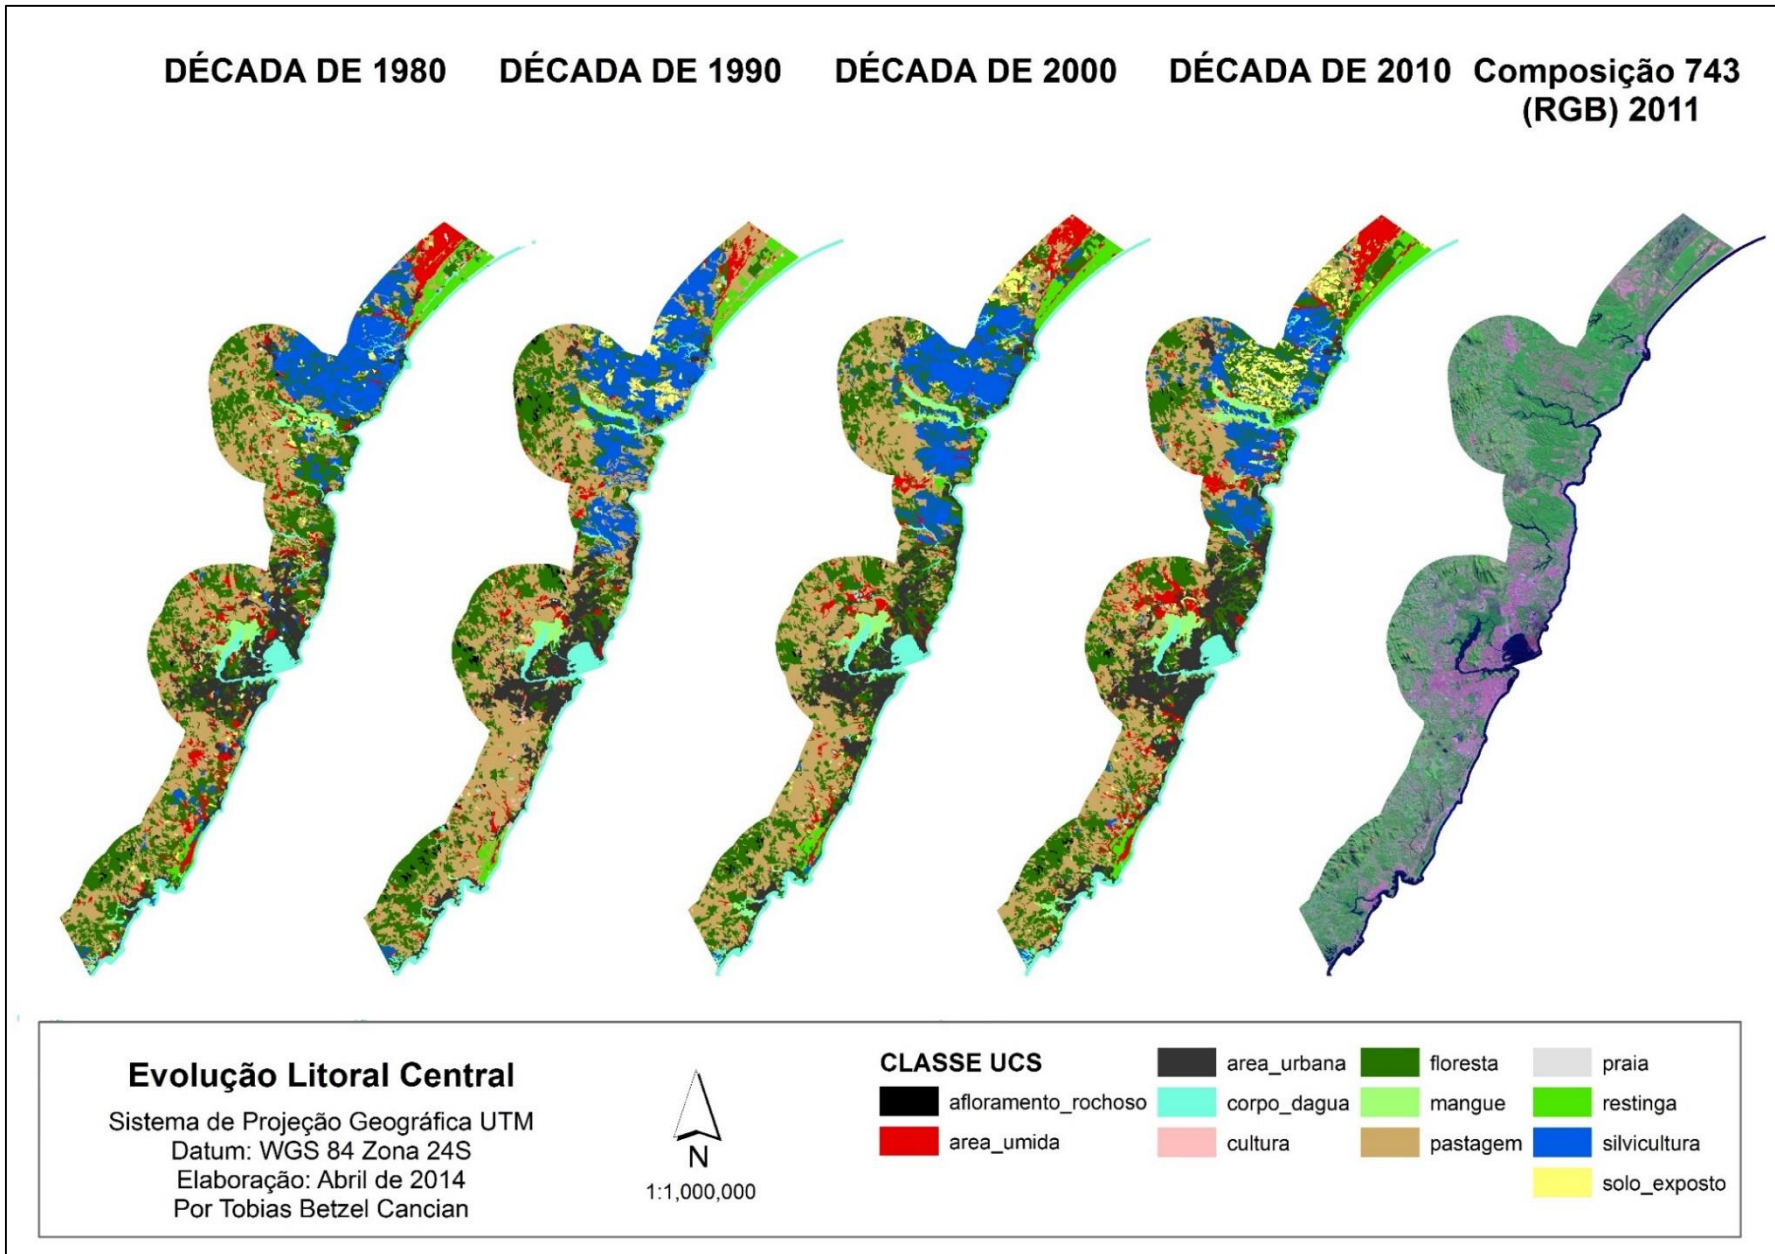 DÉCADA DE 1980
DÉCADA DE 1990
DÉCADA DE 2000
DÉCADA DE 2010
Composição 743
(RGB) 2011
Evolução Litoral Central
Sistema de Projeção Geográfica UTM
Datum: WGS 84 Zona 24S
Elaboração: Abril de 2014
Por Tobias Betzel Cancian
N
1:1,000,000
CLASSE UCS
afloramento_rochoso
area_umida
area_urbana
corpo_dagua
cultura
floresta
mangue
pastagem
praia
restinga
silvicultura
solo_exposto